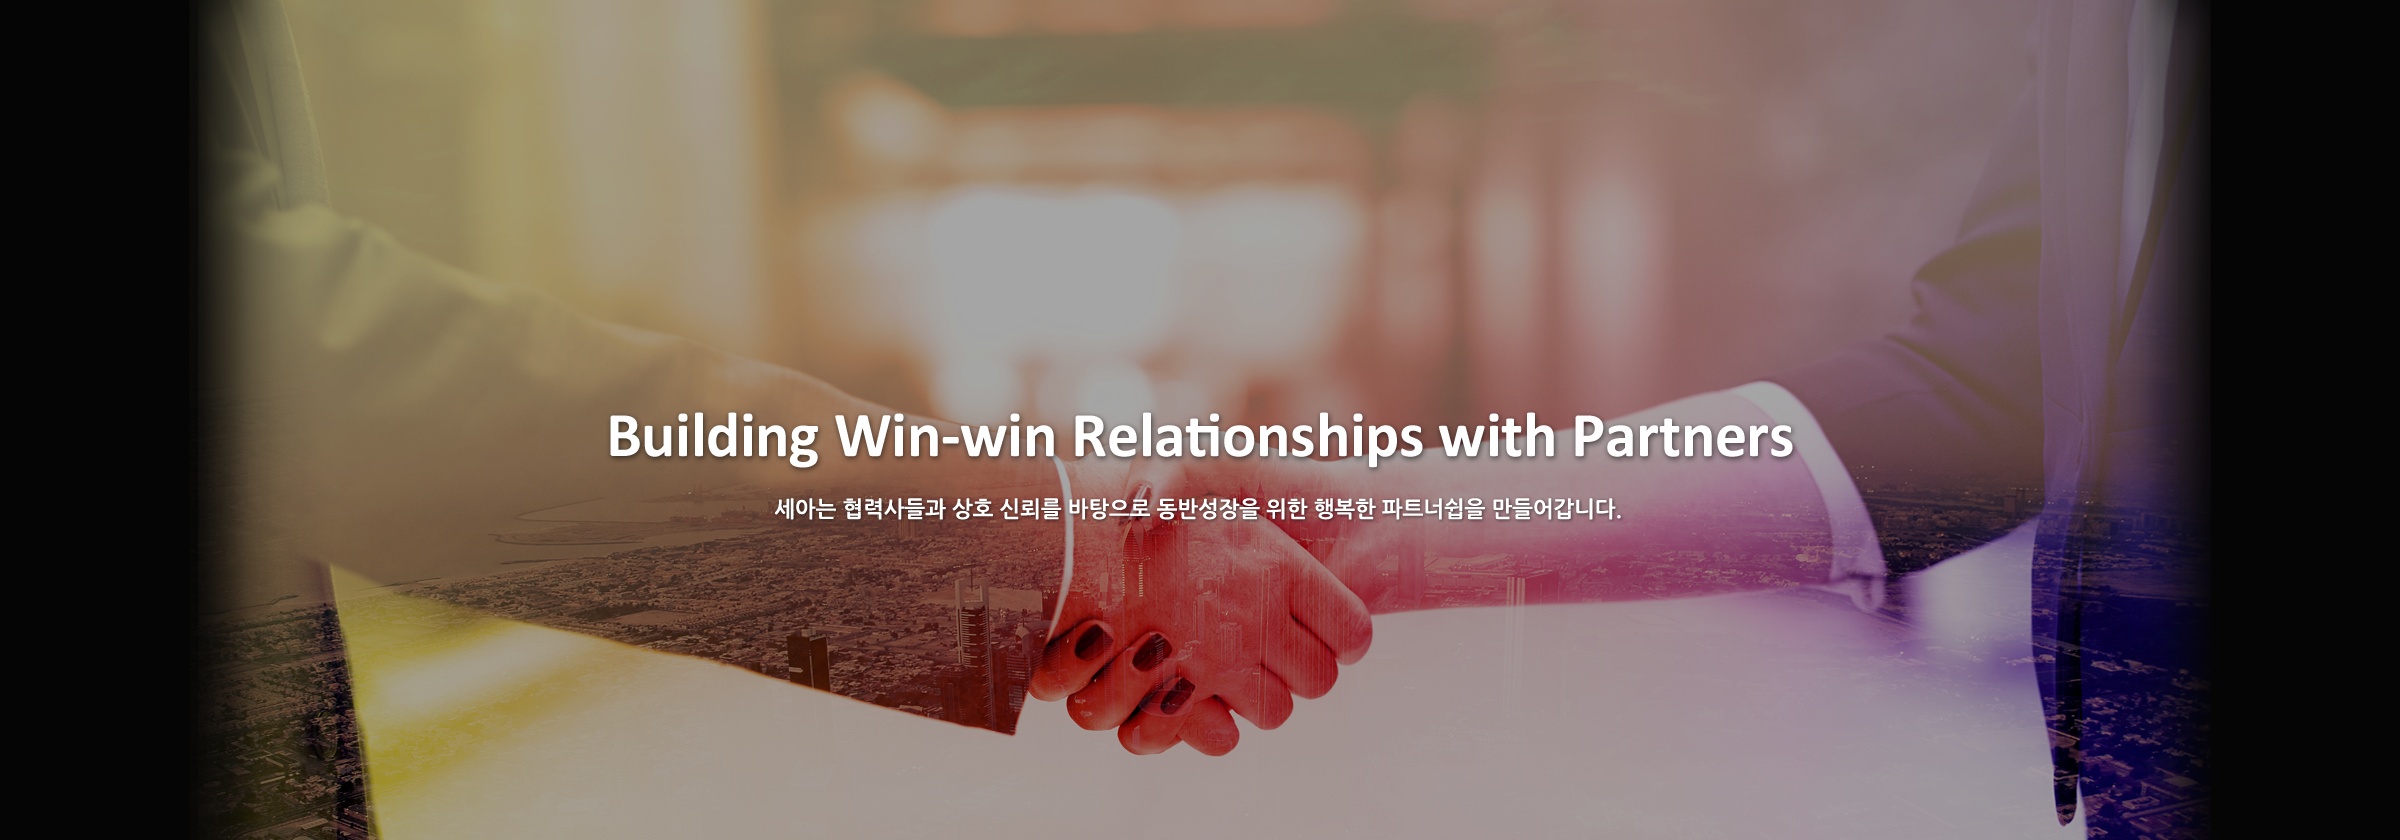 Building Win-win Relationships with Partners
세아는 협력사들과 상호 신뢰를 바탕으로 동반성장을 위한 행복한 파트너쉽을 만들어갑니다.